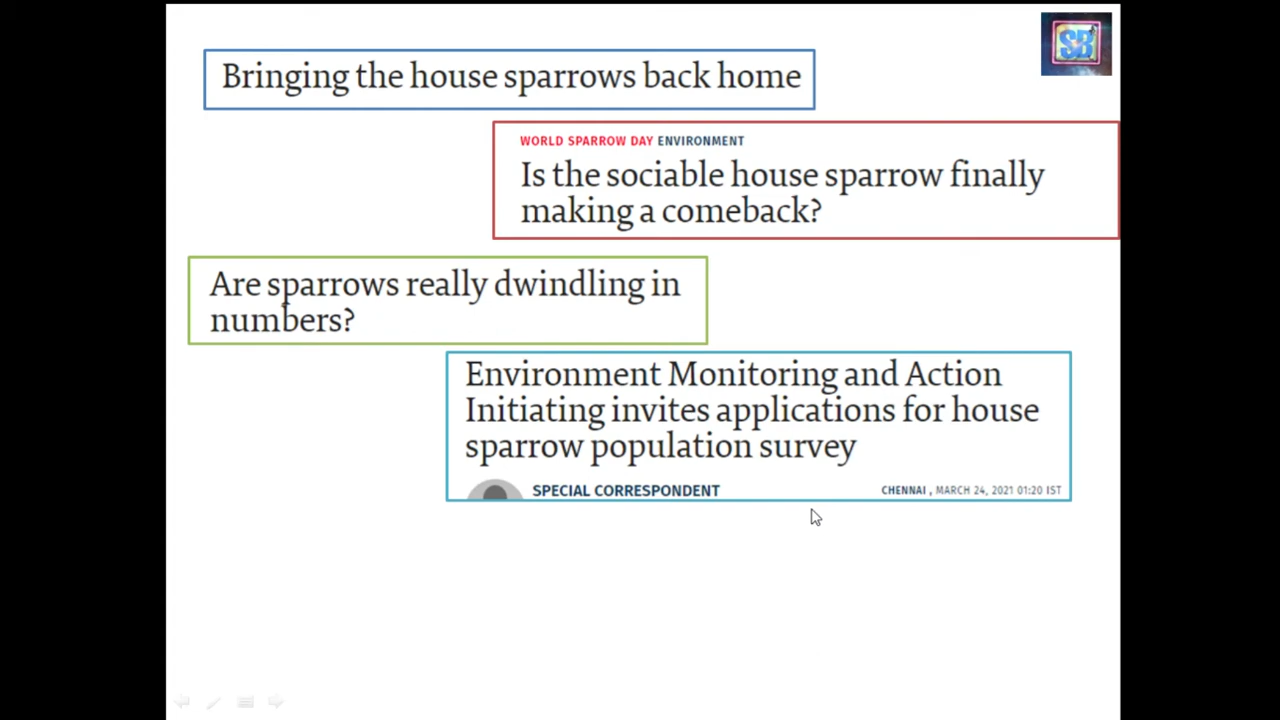 SB
Bringing the house sparrows back home
WORLD SPARROW DAY ENVIRONMENT
Is the sociable house sparrow finally
making a comeback?
Are sparrows really dwindling in
numbers?
Environment Monitoring and Action
Initiating invites applications for house
sparrow population survey
SPECIAL CORRESPONDENT
CHENNAI , MARCH 24, 2021 01:20 IST